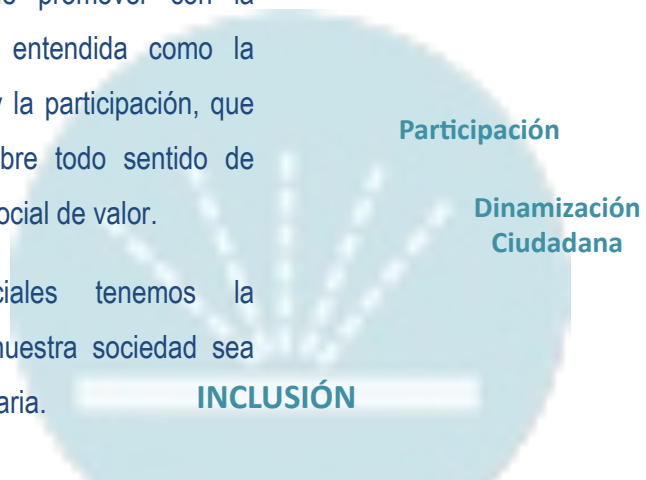 promover con la
entendida como la
y la participación, que
bre todo sentido de
ocial de valor.
ciales tenemos la
nuestra sociedad sea
aria.
Participación
Dinamización
Ciudadana
INCLUSIÓN